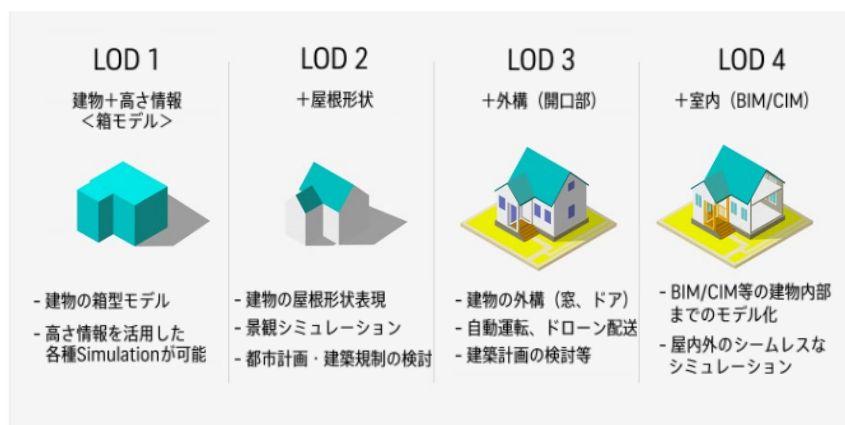 LOD 1
建物＋高さ情報
＜箱モデル＞
- 建物の箱型モデル
- 高さ情報を活用した
各種Simulationが可能
LOD 2
＋屋根形状
- 建物の屋根形状表現
- 景観シミュレーション
- 都市計画・建築規制の検討
LOD 3
＋外構（開口部）
- 建物の外構（窓、ドア）
- 自動運転、ドローン配送
- 建築計画の検討等
LOD 4
＋室内（BIM/CIM）
- BIM/CIM等の建物内部
までのモデル化
- 屋内外のシームレスな
シミュレーション